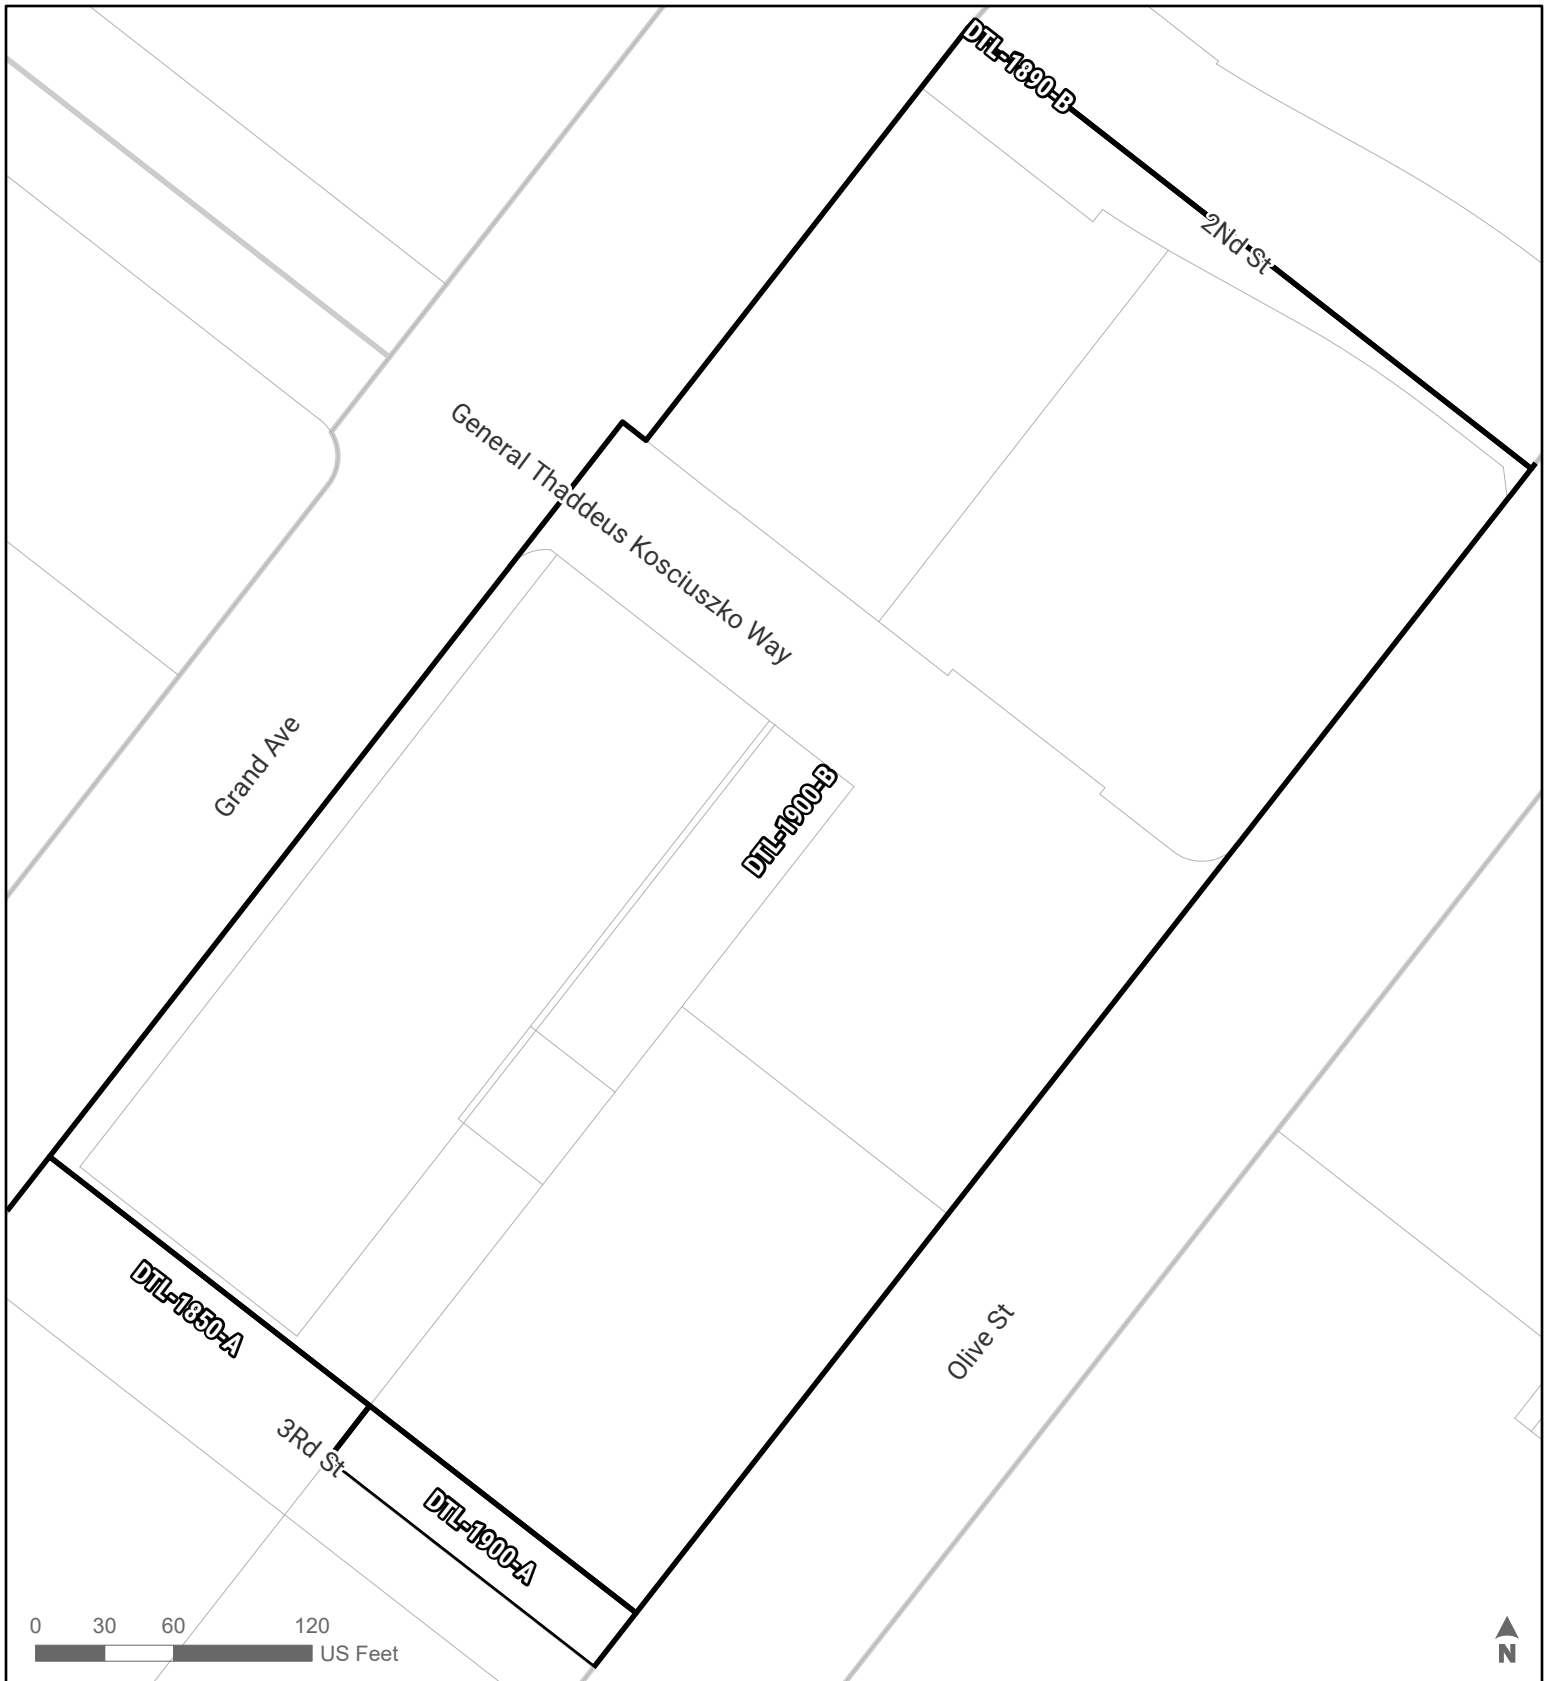 DTL-1890-B
2Nd St
General Thaddeus Kosciuszko Way
Grand Ave
DTL-1900-B
DTL-1850-A
Olive St
3Rd St
DTL-1900-A
0 30 60 120
US Feet
N